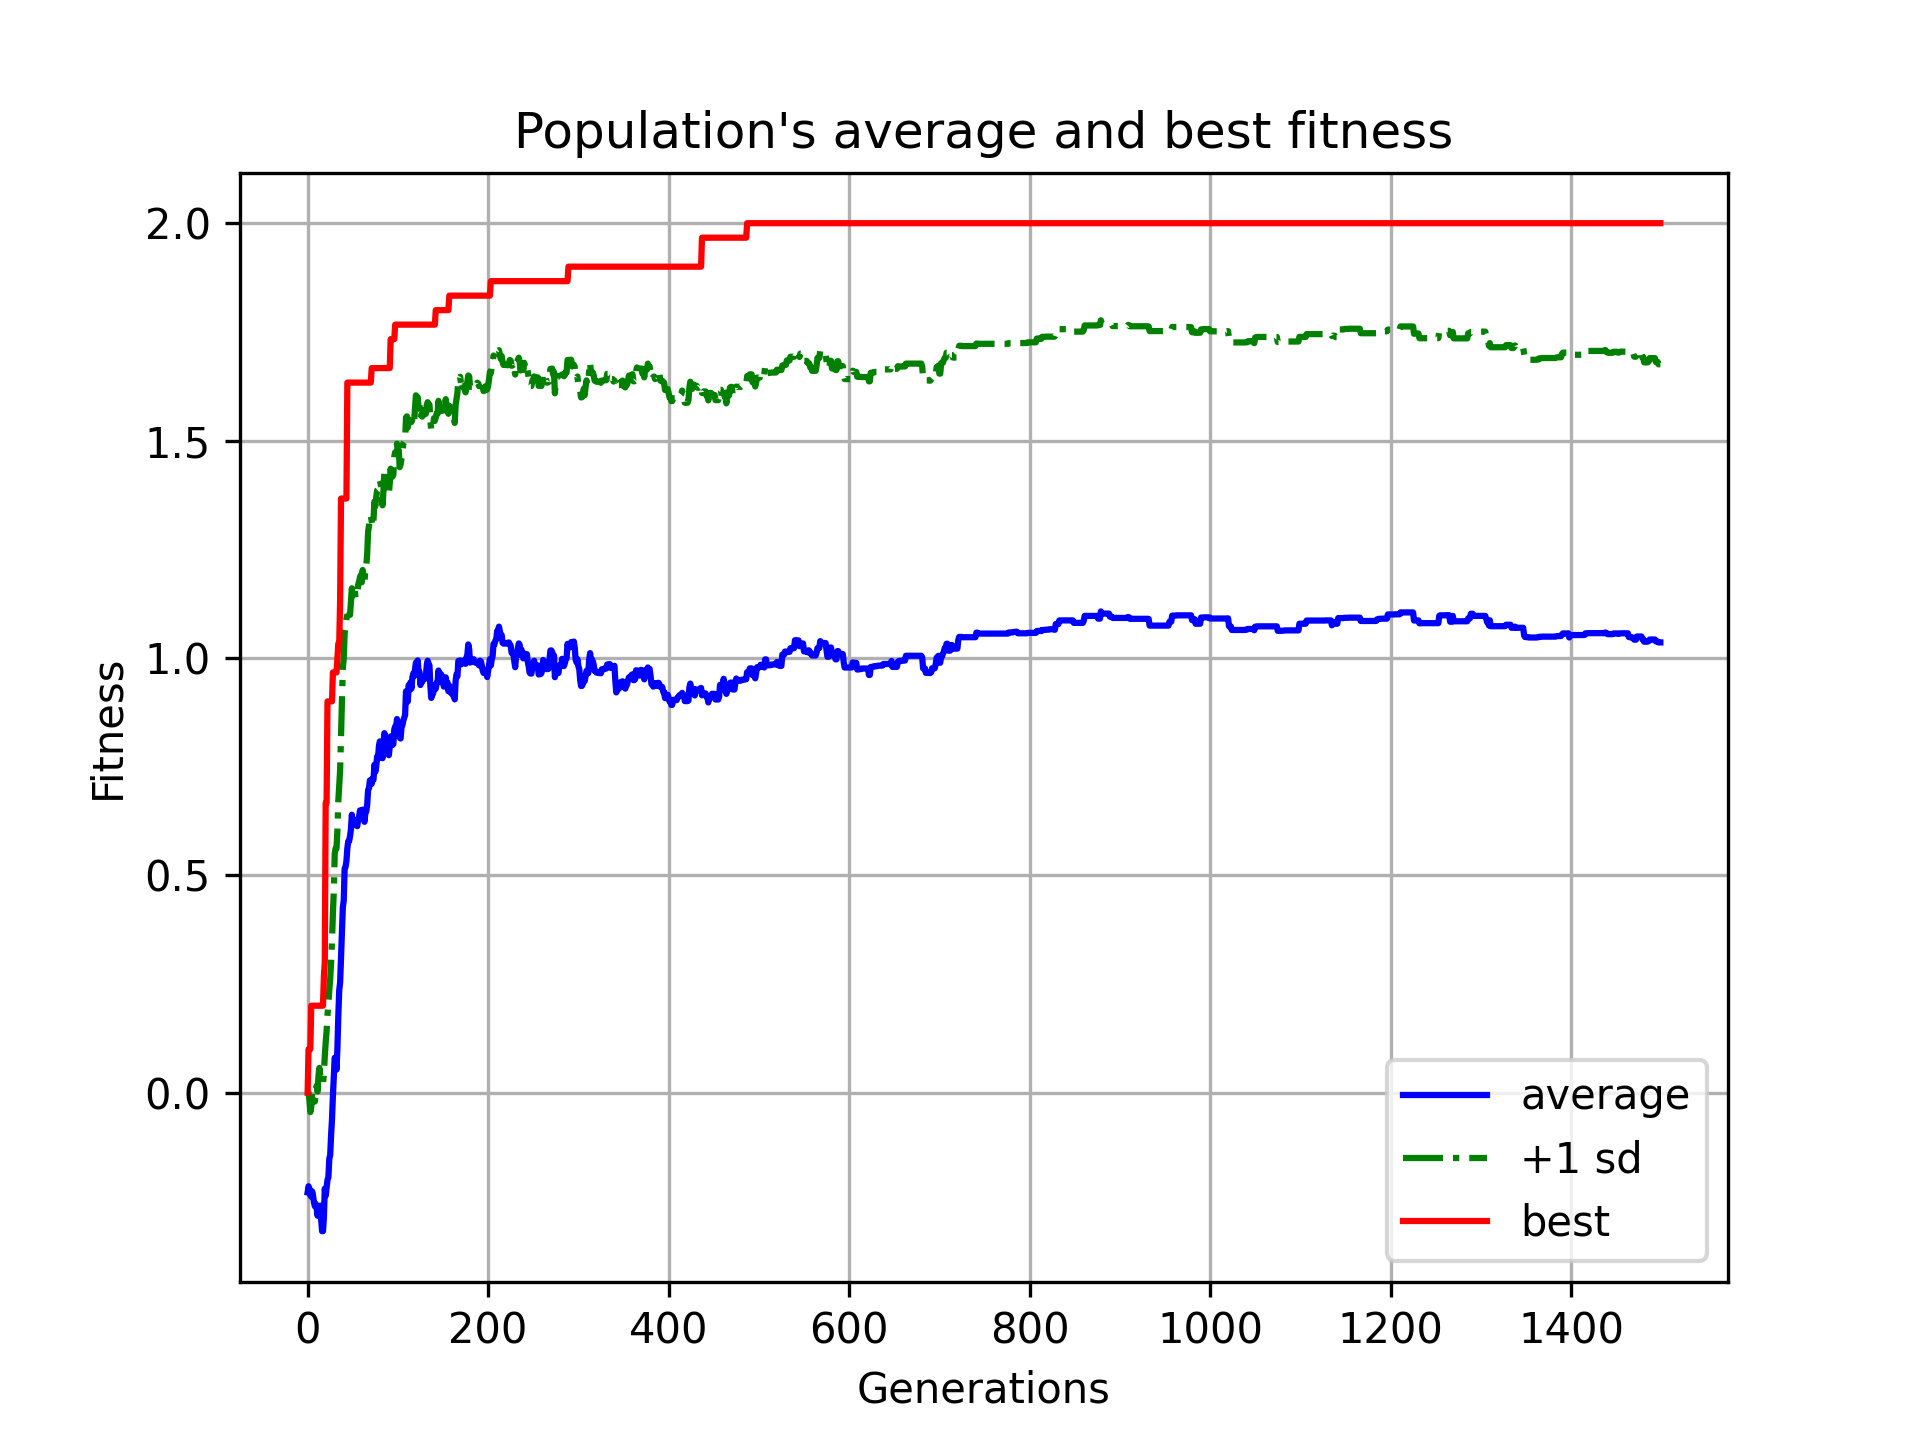 Population's average and best fitness
2.0
1.5
1.0
0.5
0.0
Fitness
average
+1 sd
best
0 200 400 600 800 1000 1200 1400
Generations